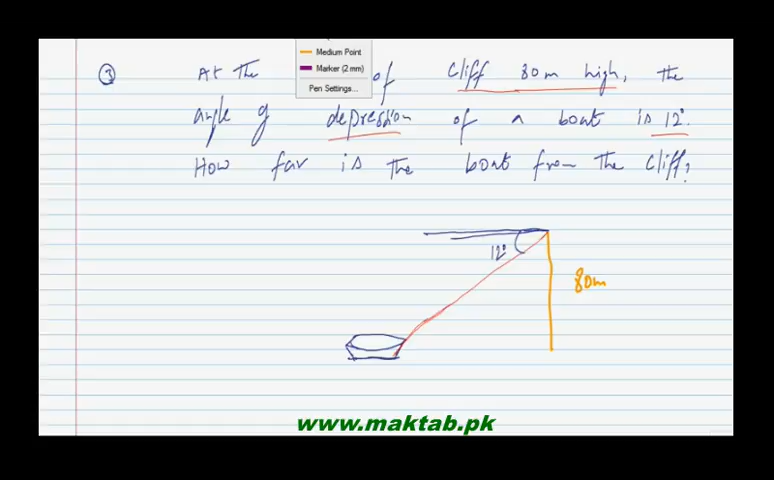 Medium Point
Marker (2 mm)
Pen Settings...
③ At the of cliff 80m high, the
angle of depression of a boat is 12°.
How far is the boat from the cliff?
12°
80m
www.maktab.pk